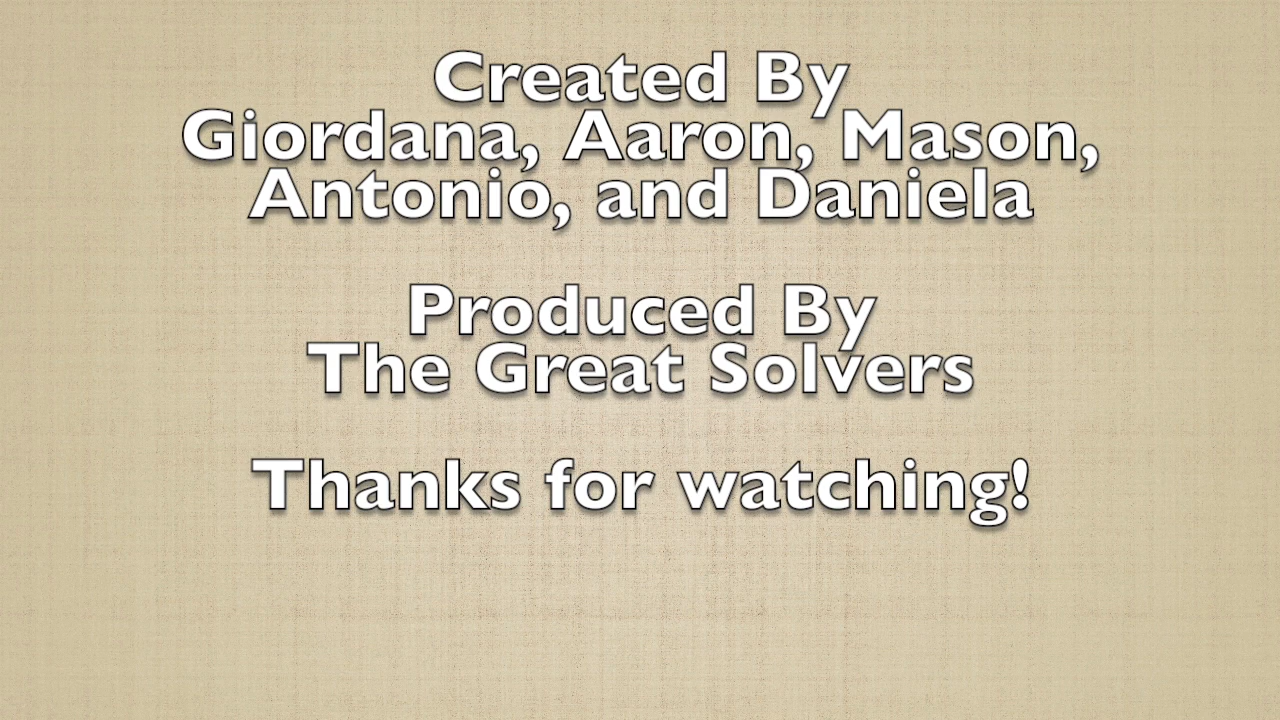 Created By
Giordana, Aaron, Mason,
Antonio, and Daniela
Produced By
The Great Solvers
Thanks for watching!